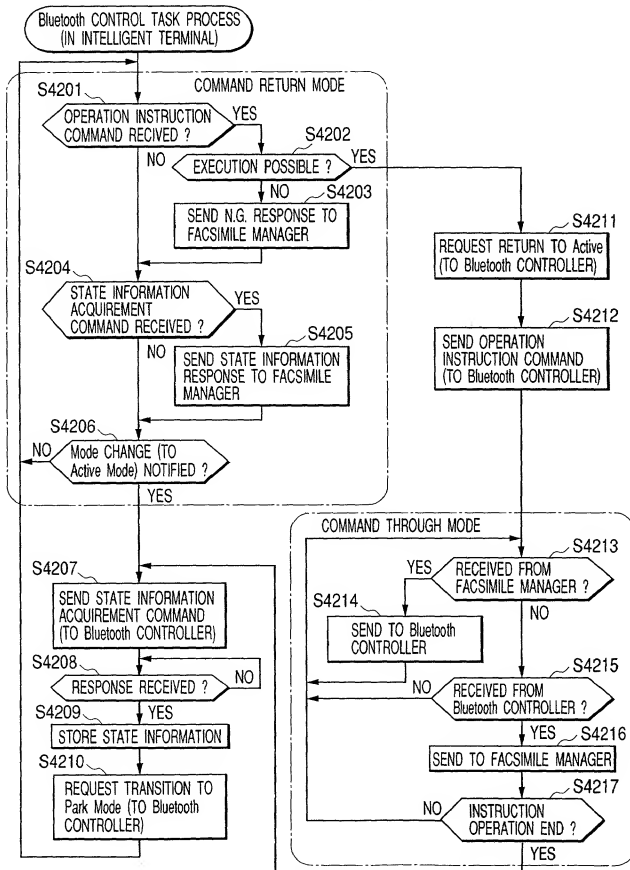 Bluetooth CONTROL TASK PROCESS
(IN INTELLIGENT TERMINAL)
COMMAND RETURN MODE
S4201
OPERATION INSTRUCTION
COMMAND RECIVED ?
YES
NO
S4202
EXECUTION POSSIBLE ?
YES
NO
S4203
SEND N.G. RESPONSE TO
FACSIMILE MANAGER
S4204
STATE INFORMATION
ACQUIREMENT
COMMAND RECEIVED ?
YES
NO
S4205
SEND STATE INFORMATION
RESPONSE TO FACSIMILE
MANAGER
S4206
NO
Mode CHANGE (TO
Active Mode) NOTIFIED ?
YES
S4207
SEND STATE INFORMATION
ACQUIREMENT COMMAND
(TO Bluetooth CONTROLLER)
S4208
RESPONSE RECEIVED ?
NO
YES
S4209
STORE STATE INFORMATION
S4210
REQUEST TRANSITION TO
Park Mode (TO Bluetooth
CONTROLLER)
S4211
REQUEST RETURN TO Active
(TO Bluetooth CONTROLLER)
S4212
SEND OPERATION
INSTRUCTION COMMAND
(TO Bluetooth CONTROLLER)
COMMAND THROUGH MODE
S4213
YES
RECEIVED FROM
FACSIMILE MANAGER ?
NO
S4214
SEND TO Bluetooth
CONTROLLER
S4215
NO
RECEIVED FROM
Bluetooth CONTROLLER ?
YES
S4216
SEND TO FACSIMILE MANAGER
S4217
NO
INSTRUCTION
OPERATION END ?
YES